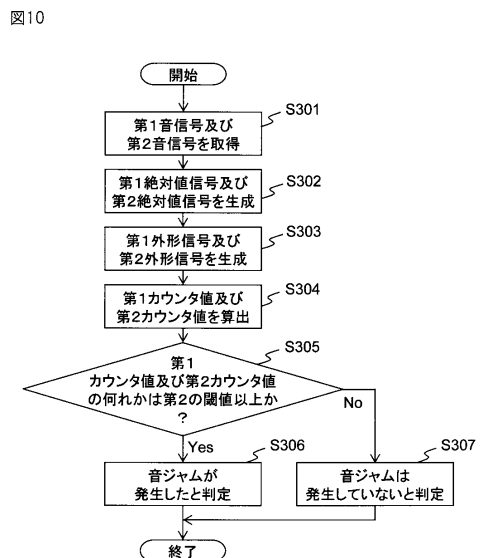 図10
開始
第1音信号及び
第2音信号を取得
S301
第1絶対値信号及び
第2絶対値信号を生成
S302
第1外形信号及び
第2外形信号を生成
S303
第1カウンタ値及び
第2カウンタ値を算出
S304
第1
カウンタ値及び第2カウンタ値
の何れかは第2の閾値以上か
?
S305
Yes
No
音ジャムが
発生したと判定
S306
音ジャムは
発生していないと判定
S307
終了